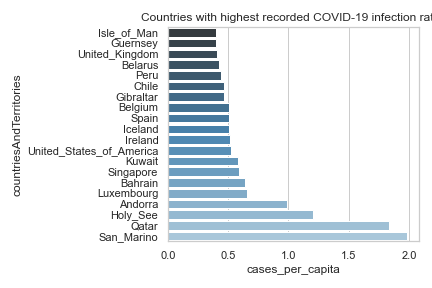 Countries with highest recorded COVID-19 infection rat
Isle_of_Man
Guernsey
United_Kingdom
Belarus
Peru
Chile
Gibraltar
Belgium
Spain
Iceland
Ireland
United_States_of_America
Kuwait
Singapore
Bahrain
Luxembourg
Andorra
Holy_See
Qatar
San_Marino
countriesAndTerritories
0.0 0.5 1.0 1.5 2.0
cases_per_capita